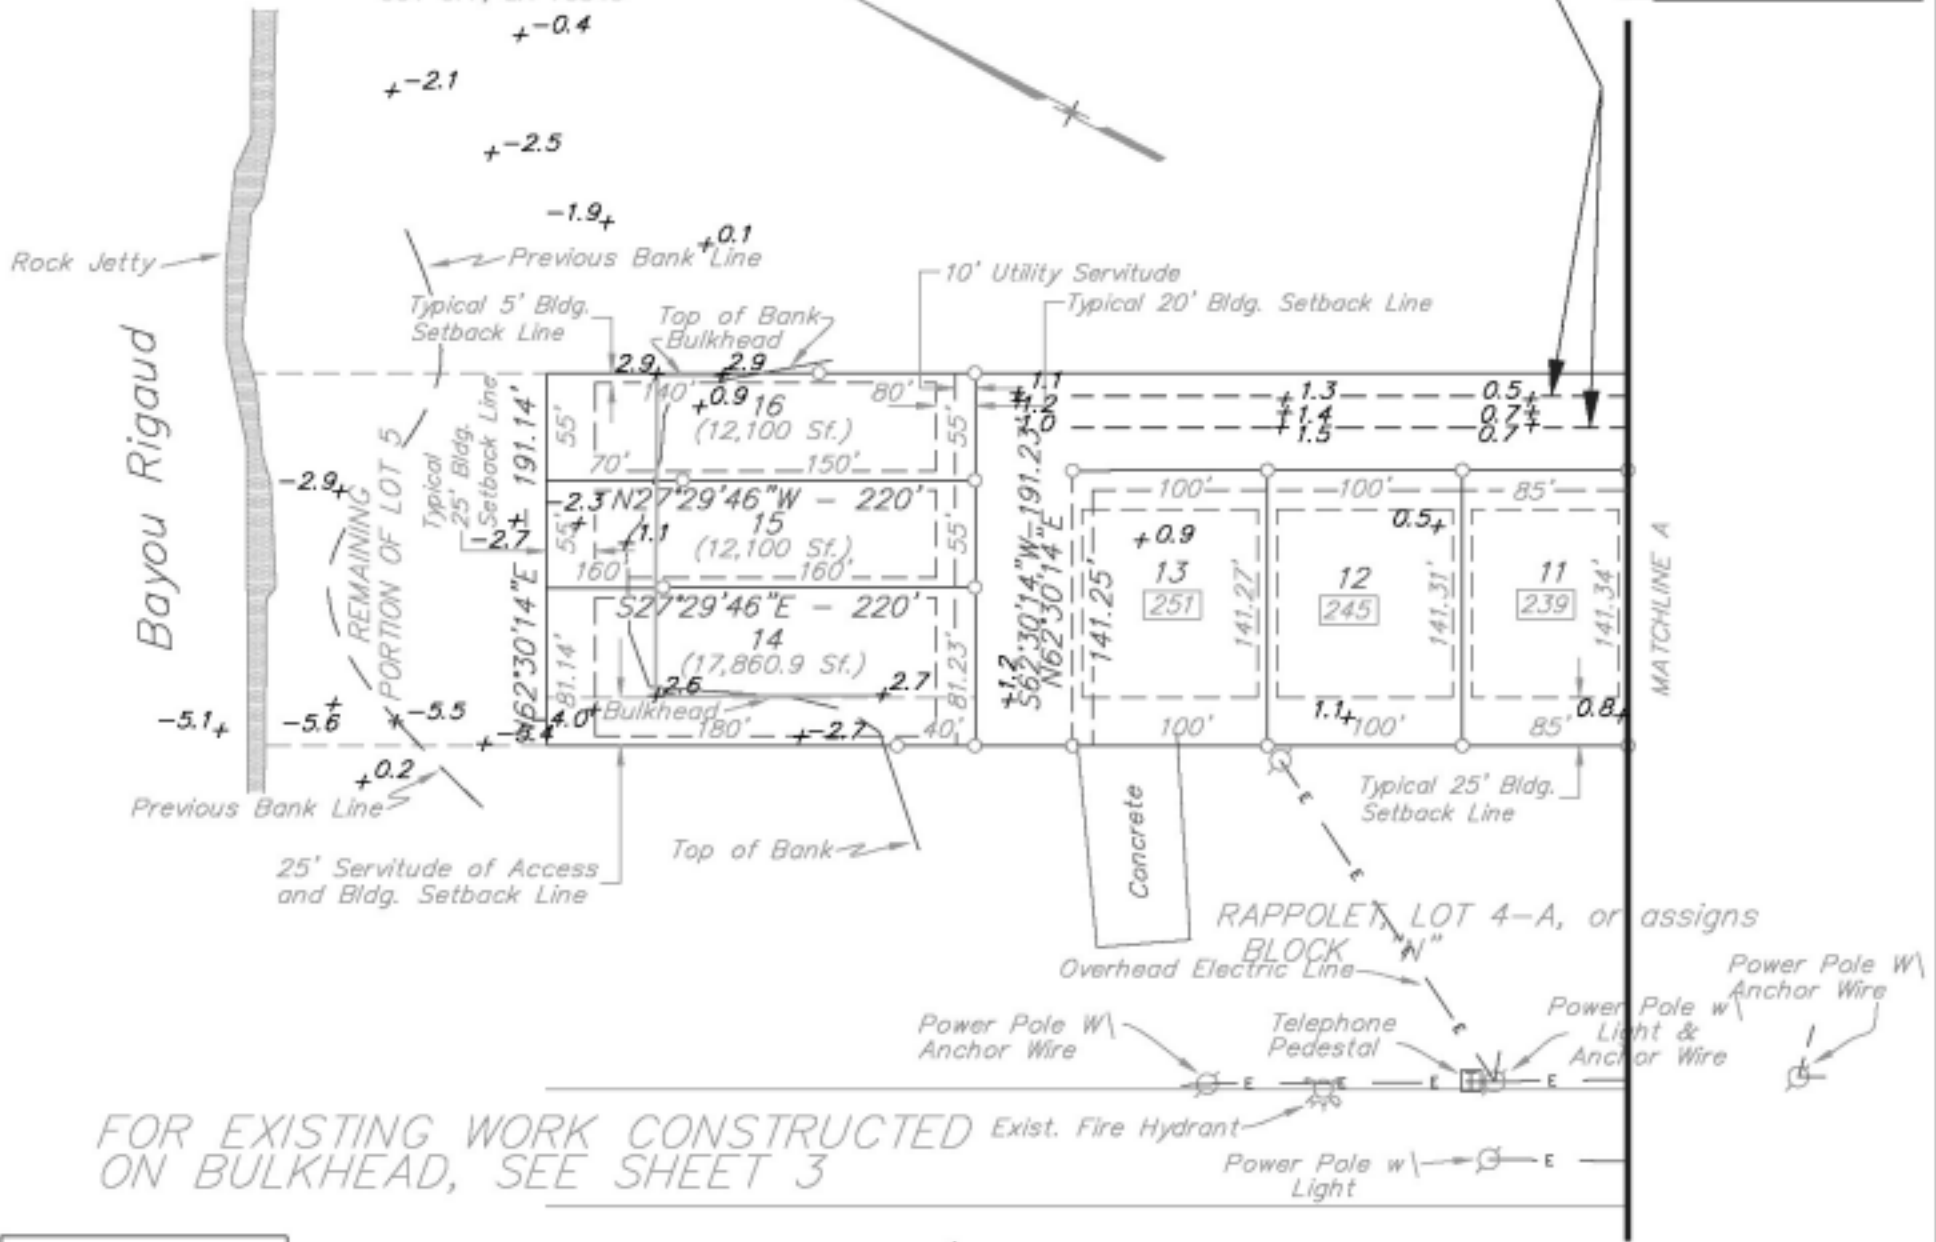 +-0.4
+-2.1
+-2.5
-1.9+
+0.1
Rock Jetty
Previous Bank Line
10' Utility Servitude
Typical 5' Bldg.
Setback Line
Top of Bank
Bulkhead
Typical 20' Bldg. Setback Line
Bayou Rigaud
2.9
2.9
140'
80'
+0.9
16
(12,100 Sf.)
55'
55'
70'
150'
1.1
1.2
1.0
+1.3
0.5+
+1.4
0.7+
+1.5
0.7+
Typical
25' Bldg.
Setback Line
N62°30'14"E - 191.14'
REMAINING
PORTION OF LOT 5
-2.9+
-2.3
N27°29'46"W - 220'
15
(12,100 Sf.)
+1.1
55'
55'
-2.7
160'
160'
S62°30'14"W-191.23'
N62°30'14"E
S27°29'46"E - 220'
14
(17,860.9 Sf.)
81.14'
81.23'
+2.6
+2.7
Bulkhead
180'
+-2.7
40'
+1.2
100'
100'
85'
+0.9
0.5+
13
251
12
245
11
239
141.25'
141.27'
141.31'
141.34'
1.1+
0.8+
100'
100'
85'
MATCHLINE A
-5.1+
-5.6
+-5.5
-4.0+
+-5.4
+0.2
Previous Bank Line
Top of Bank
25' Servitude of Access
and Bldg. Setback Line
Concrete
Typical 25' Bldg.
Setback Line
E
E
RAPPOLET, LOT 4-A, or assigns
BLOCK "N"
Overhead Electric Line
E
Power Pole W\
Anchor Wire
Power Pole W\
Anchor Wire
Telephone
Pedestal
Power Pole w\
Light &
Anchor Wire
E E E E
Exist. Fire Hydrant
Power Pole w\
Light
E
FOR EXISTING WORK CONSTRUCTED
ON BULKHEAD, SEE SHEET 3